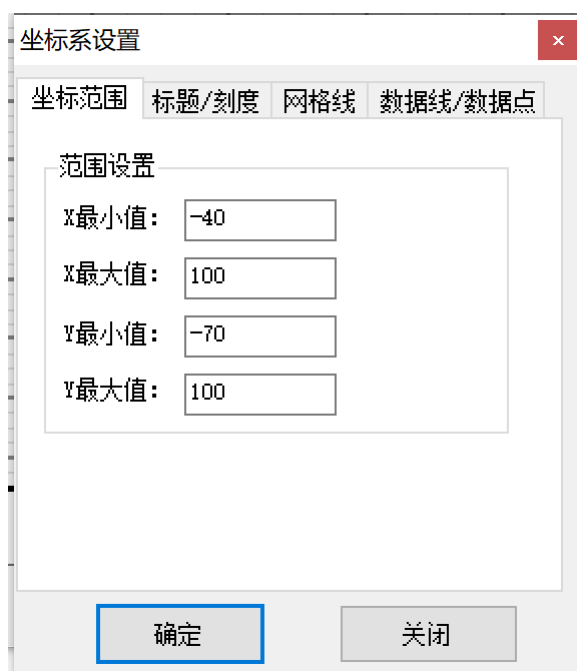 坐标系设置
坐标范围 标题/刻度 网格线 数据线/数据点
范围设置
X最小值: -40
X最大值: 100
Y最小值: -70
Y最大值: 100
确定 关闭